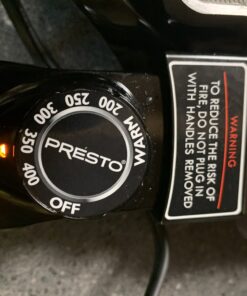 OFF
WARM
200
250
300
350
400
PRESTO®
WARNING
TO REDUCE THE RISK OF
FIRE, DO NOT PLUG IN
WITH HANDLES REMOVED